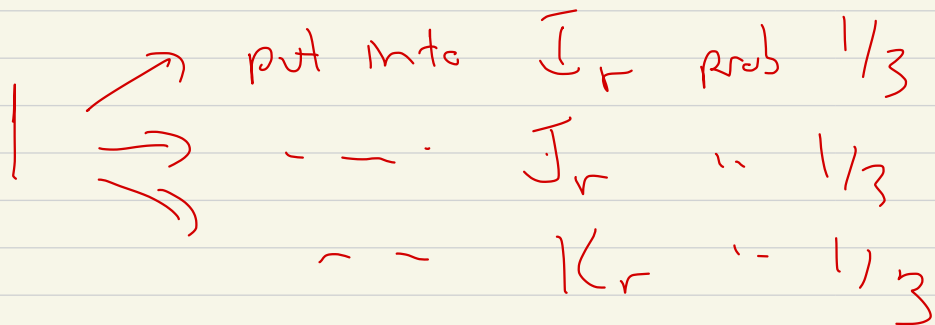 1 → put into I_r prob 1/3
→ - — - J_r " 1/3
→ - - K_r " 1/3